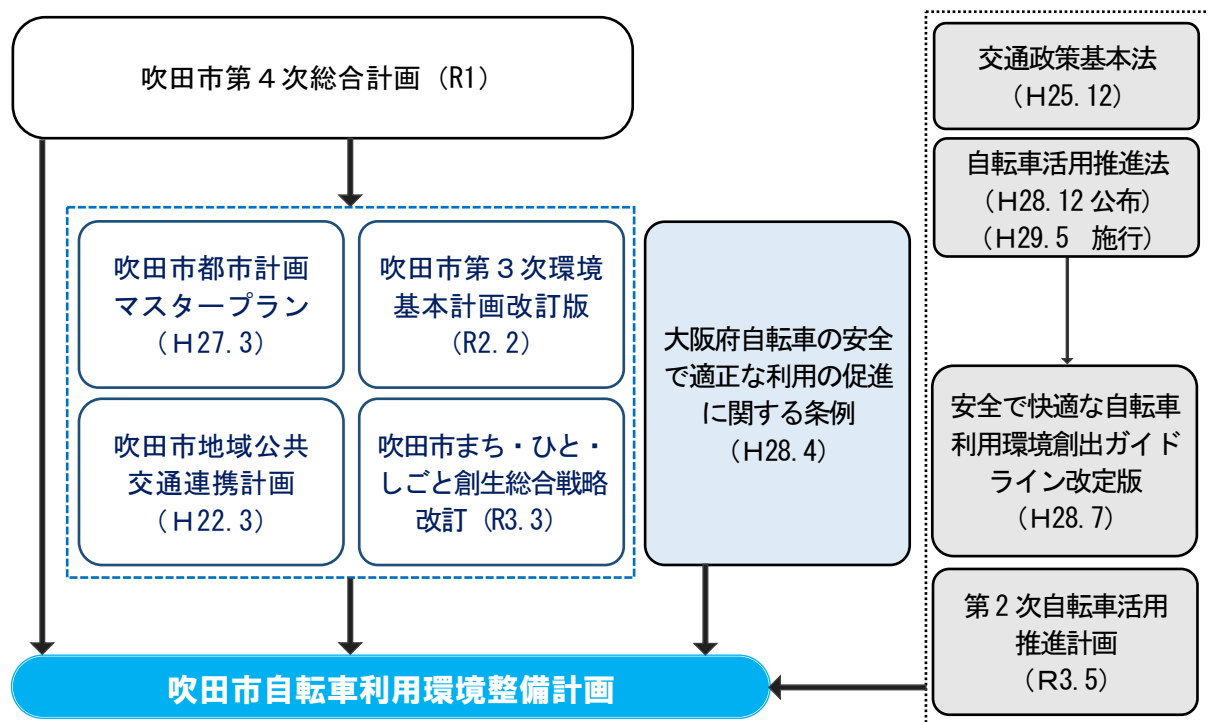 吹田市第４次総合計画（R1）
吹田市都市計画
マスタープラン
（Ｈ27.3）
吹田市第３次環境
基本計画改訂版
（R2.2）
吹田市地域公共
交通連携計画
（Ｈ22.3）
吹田市まち・ひと・
しごと創生総合戦略
改訂（R3.3）
大阪府自転車の安全
で適正な利用の促進
に関する条例
（H28.4）
交通政策基本法
（Ｈ25.12）
自転車活用推進法
（Ｈ28.12 公布）
（Ｈ29.5　施行）
安全で快適な自転車
利用環境創出ガイド
ライン改定版
（Ｈ28.7）
第２次自転車活用
推進計画
（Ｒ3.5）
吹田市自転車利用環境整備計画